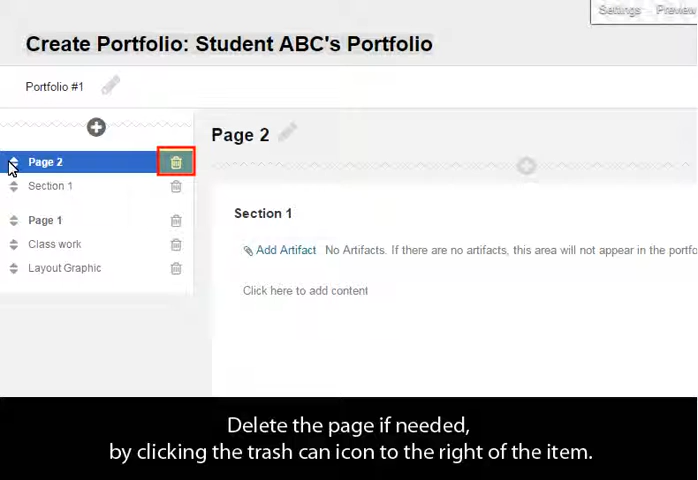 Settings Preview
Create Portfolio: Student ABC's Portfolio
Portfolio #1
Page 2
Section 1
Page 1
Class work
Layout Graphic
Page 2
Section 1
Add Artifact No Artifacts. If there are no artifacts, this area will not appear in the portfo
Click here to add content
Delete the page if needed,
by clicking the trash can icon to the right of the item.